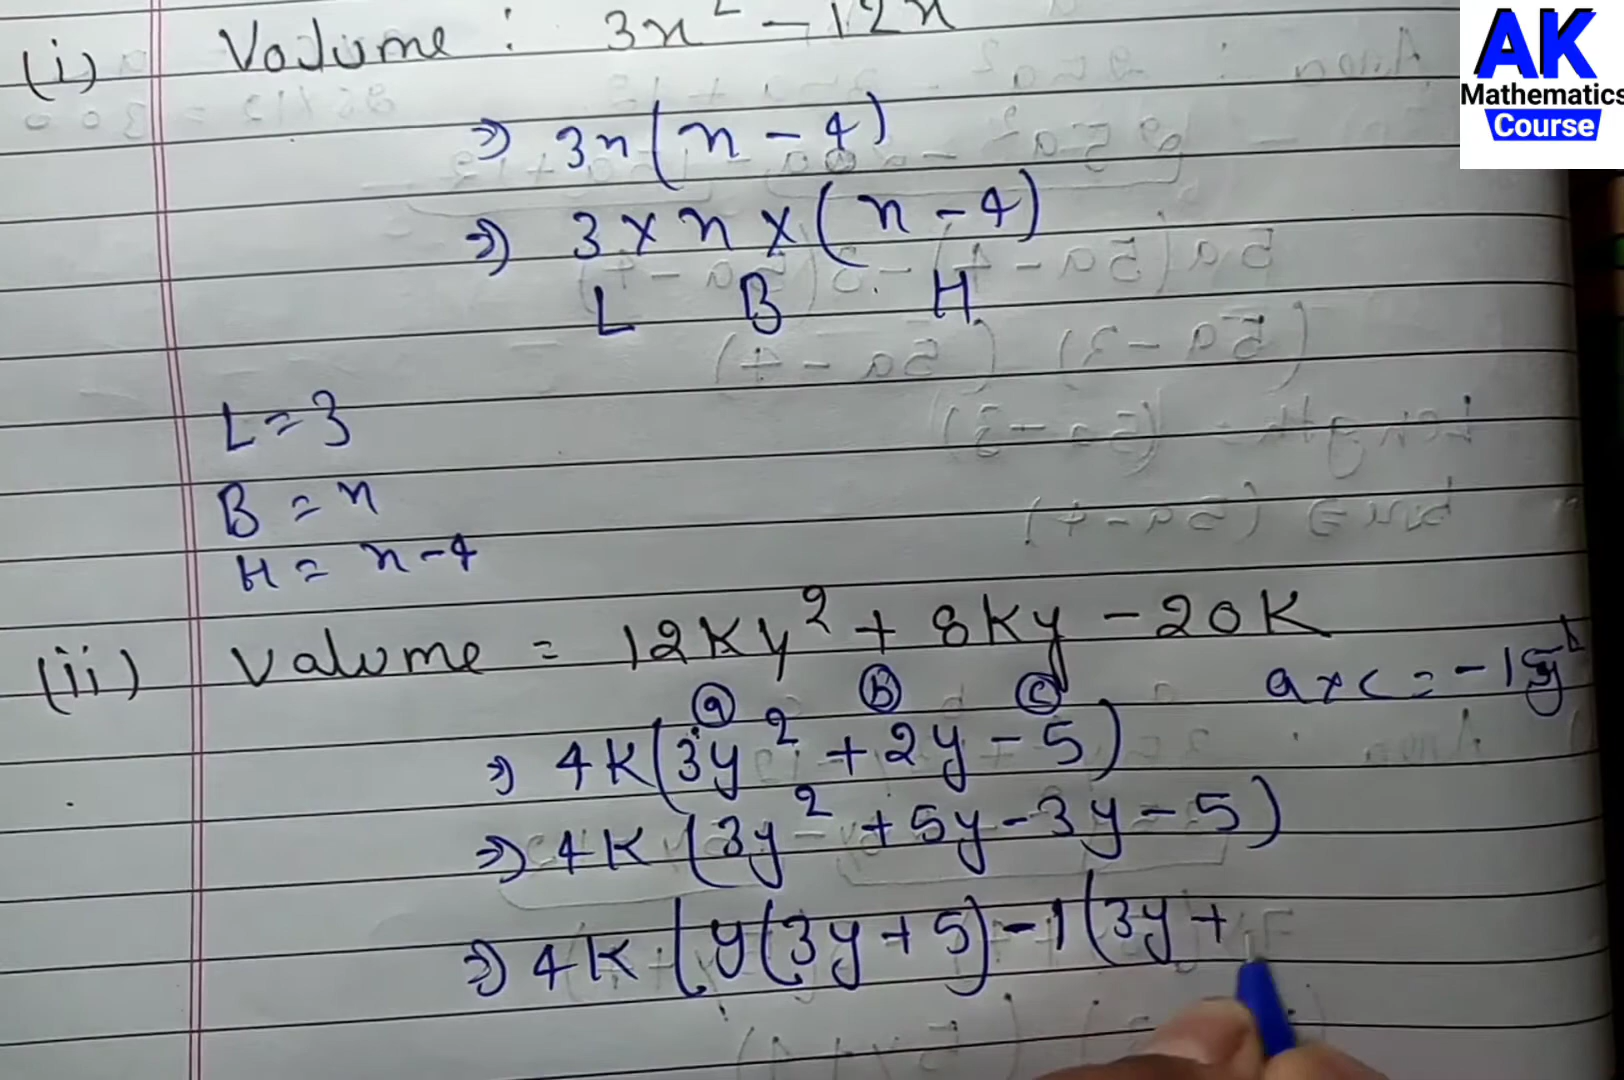 (i) Volume : 3x² - 12x
⇒ 3x(x - 4)
⇒ 3 × x × (x - 4)
L B H
L = 3
B = x
H = x - 4
(ii) Valume = 12Ky² + 8Ky - 20K
a × c = -15y²
ⓐ ⓑ ⓒ
⇒ 4K(3y² + 2y - 5)
⇒ 4K(3y² + 5y - 3y - 5)
⇒ 4K (y(3y + 5) - 1(3y +
AK
Mathematics
Course